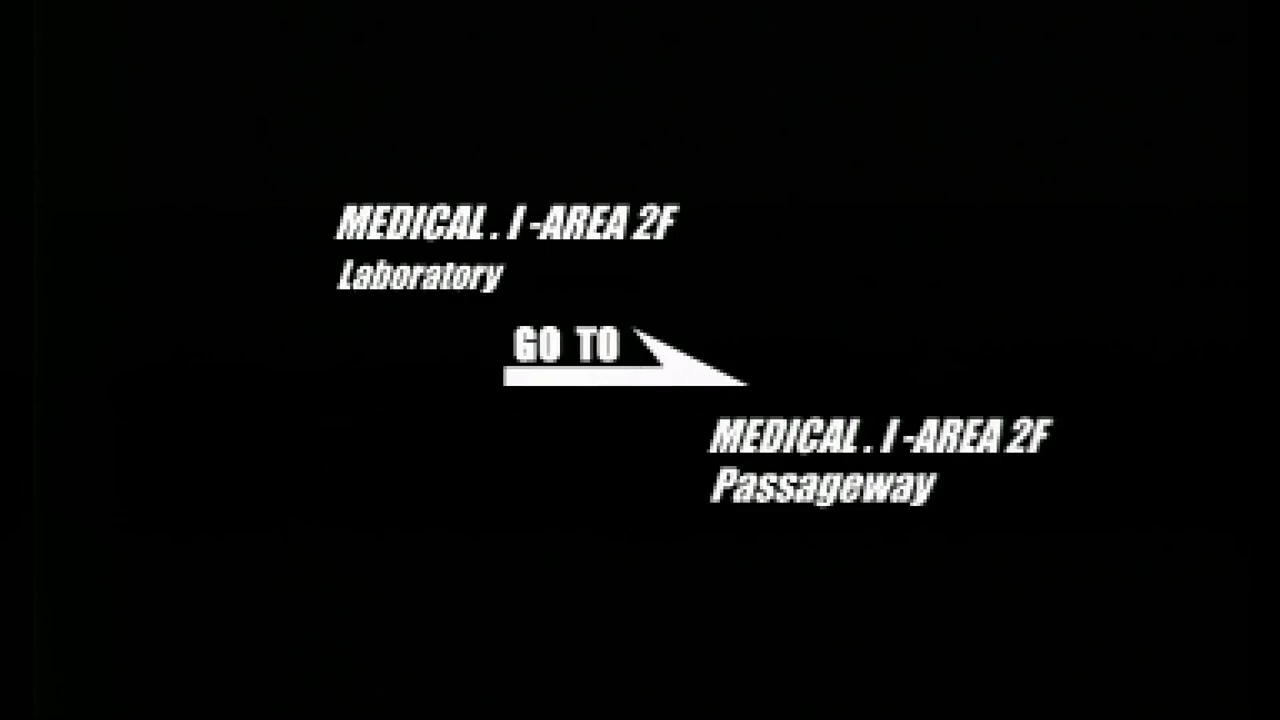 MEDICAL . I -AREA 2F
Laboratory
GO TO
MEDICAL . I -AREA 2F
Passageway